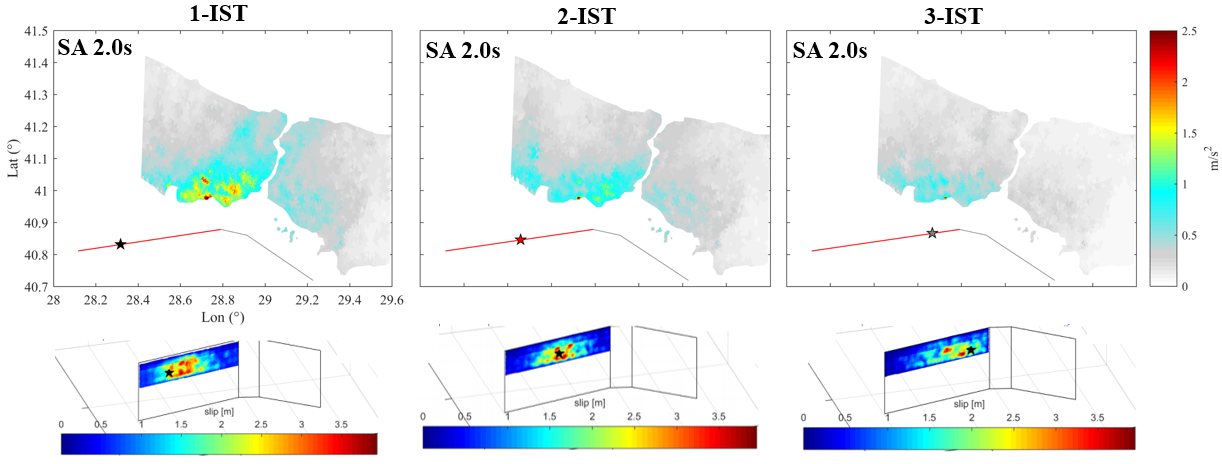 1-IST 2-IST 3-IST
SA 2.0s SA 2.0s SA 2.0s
41.5
41.4
41.3
41.2
41.1
41
40.9
40.8
40.7
Lat (°)
28 28.2 28.4 28.6 28.8 29 29.2 29.4 29.6
Lon (°)
2.5
2
1.5
1
0.5
0
m/s²
slip [m]
0 0.5 1 1.5 2 2.5 3 3.5
slip [m]
0 0.5 1 1.5 2 2.5 3 3.5
slip [m]
0 0.5 1 1.5 2 2.5 3 3.5